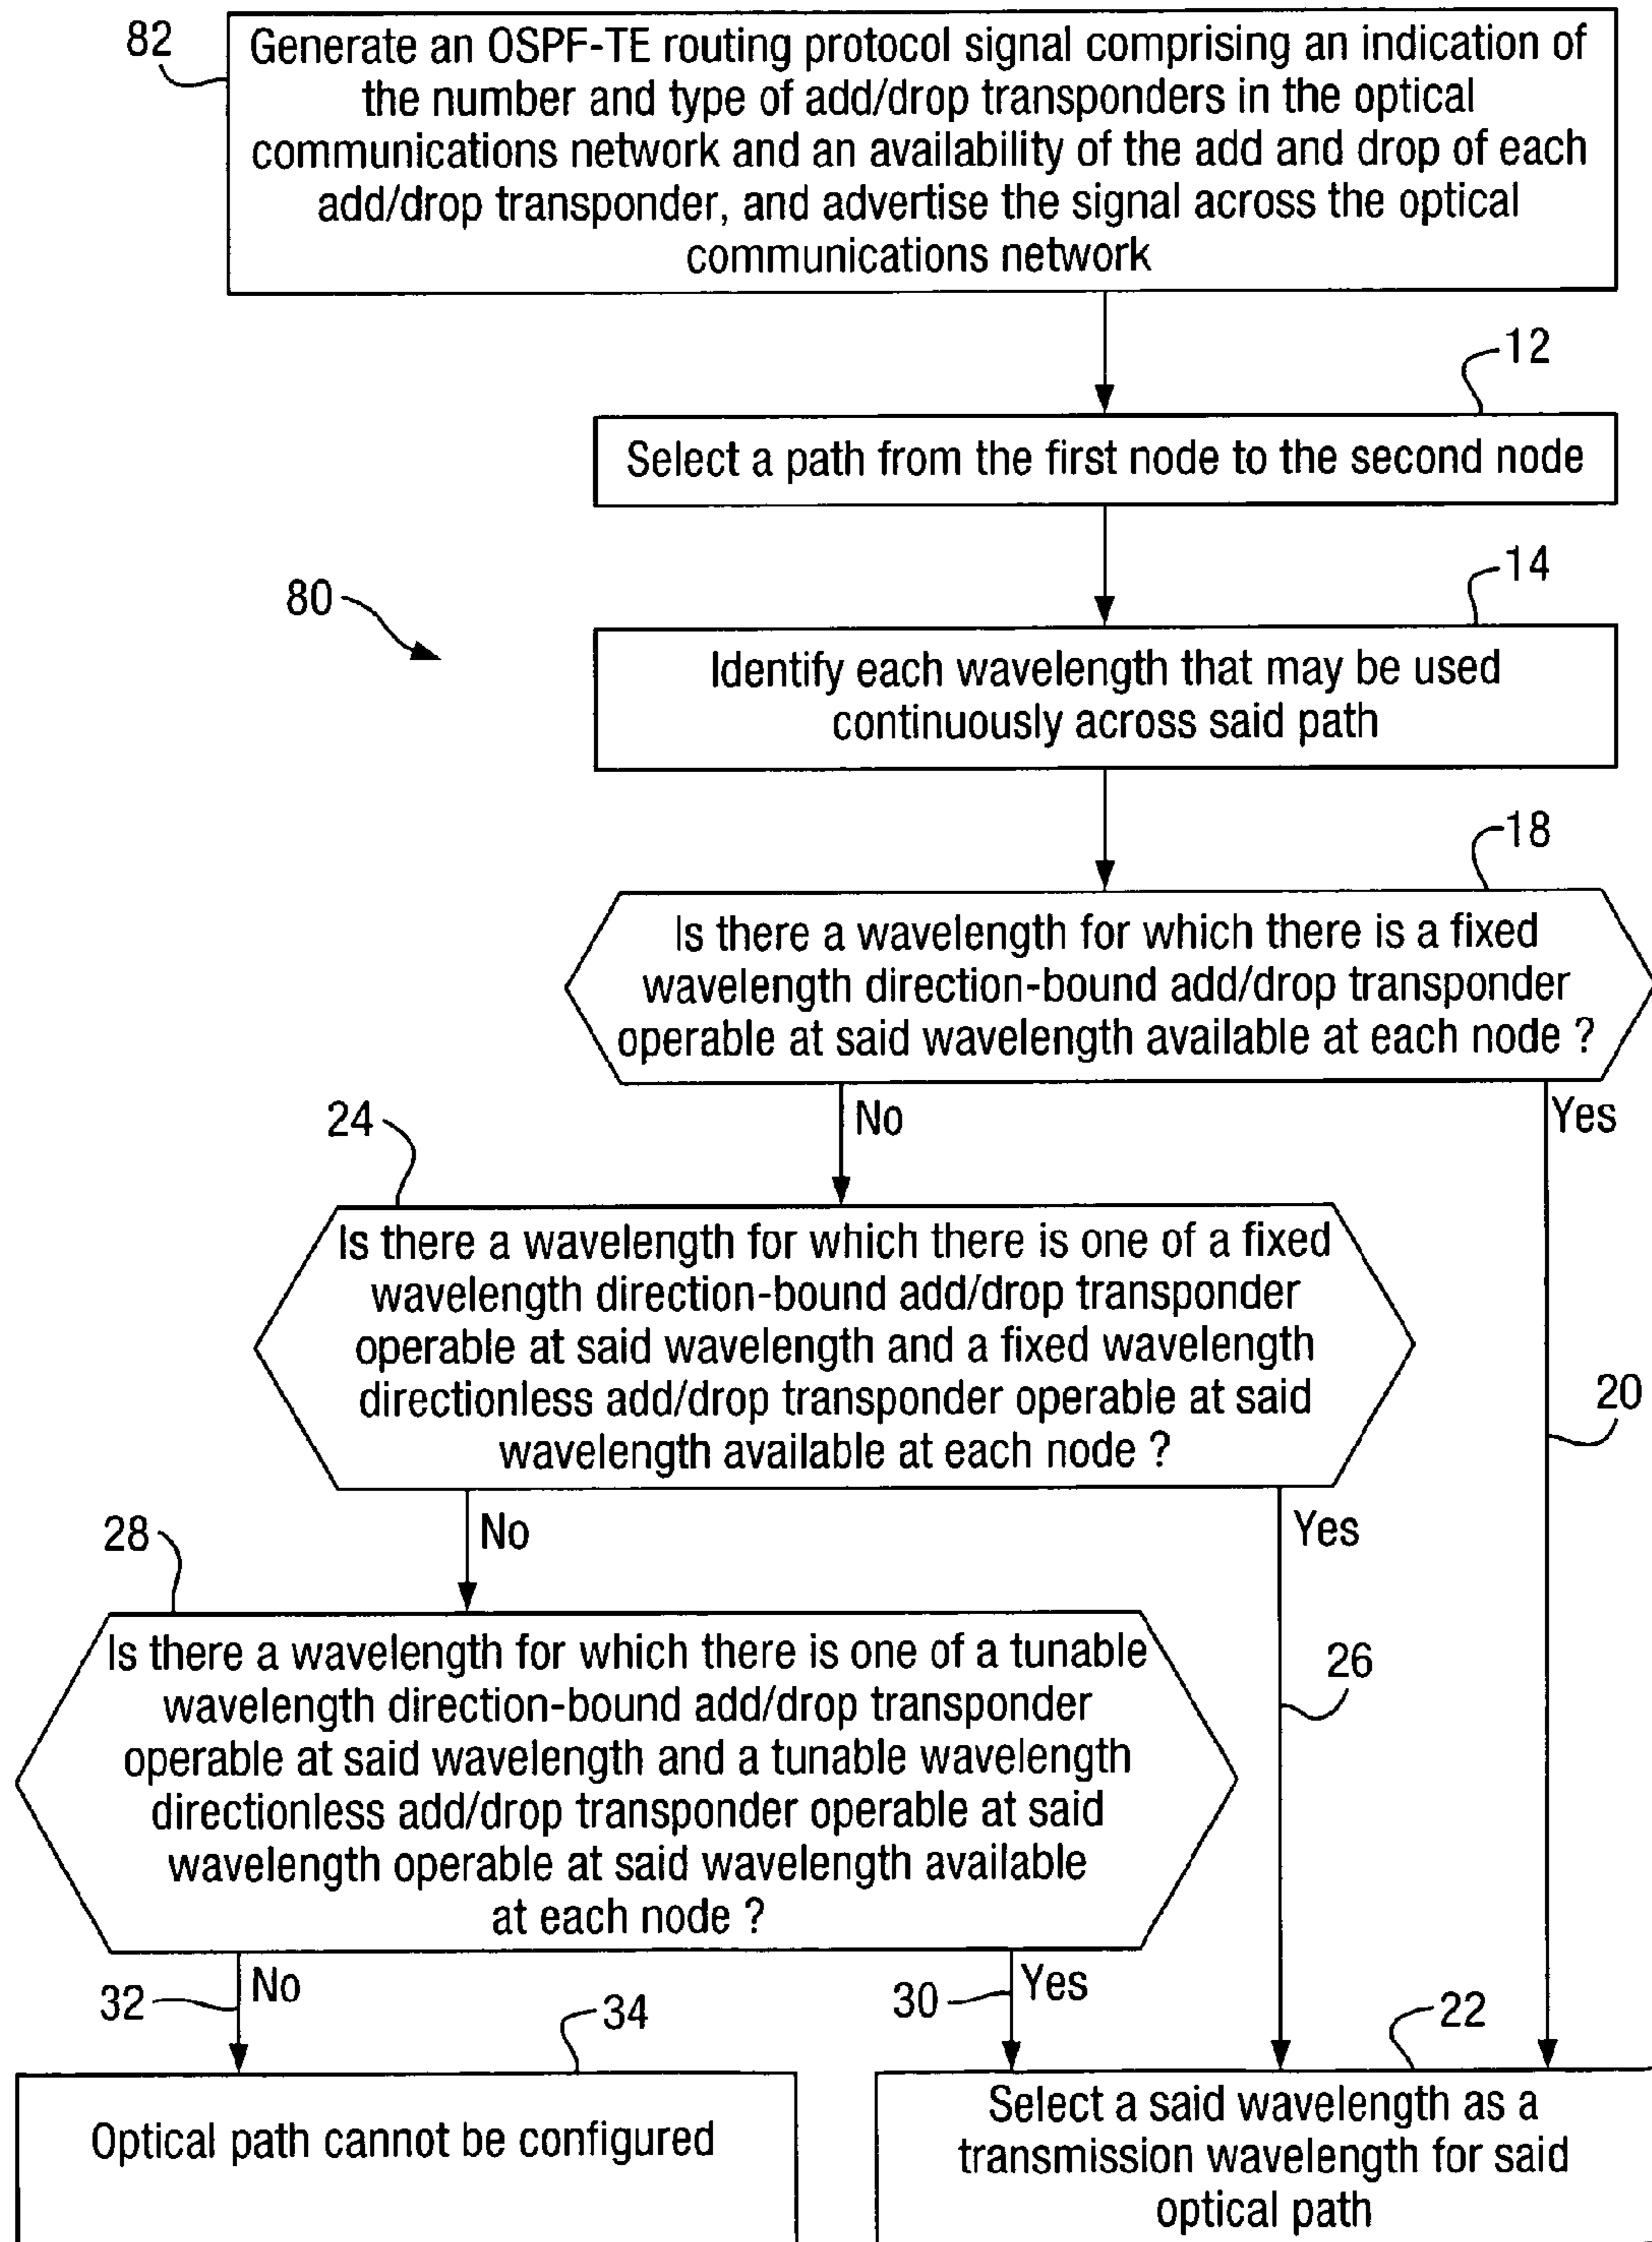 82
Generate an OSPF-TE routing protocol signal comprising an indication of
the number and type of add/drop transponders in the optical
communications network and an availability of the add and drop of each
add/drop transponder, and advertise the signal across the optical
communications network
12
Select a path from the first node to the second node
14
80
Identify each wavelength that may be used
continuously across said path
18
Is there a wavelength for which there is a fixed
wavelength direction-bound add/drop transponder
operable at said wavelength available at each node ?
24
No
Yes
Is there a wavelength for which there is one of a fixed
wavelength direction-bound add/drop transponder
operable at said wavelength and a fixed wavelength
directionless add/drop transponder operable at said
wavelength available at each node ?
20
28
No
Yes
Is there a wavelength for which there is one of a tunable
wavelength direction-bound add/drop transponder
operable at said wavelength and a tunable wavelength
directionless add/drop transponder operable at said
wavelength operable at said wavelength available
at each node ?
26
32
No
34
30
Yes
22
Optical path cannot be configured
Select a said wavelength as a
transmission wavelength for said
optical path